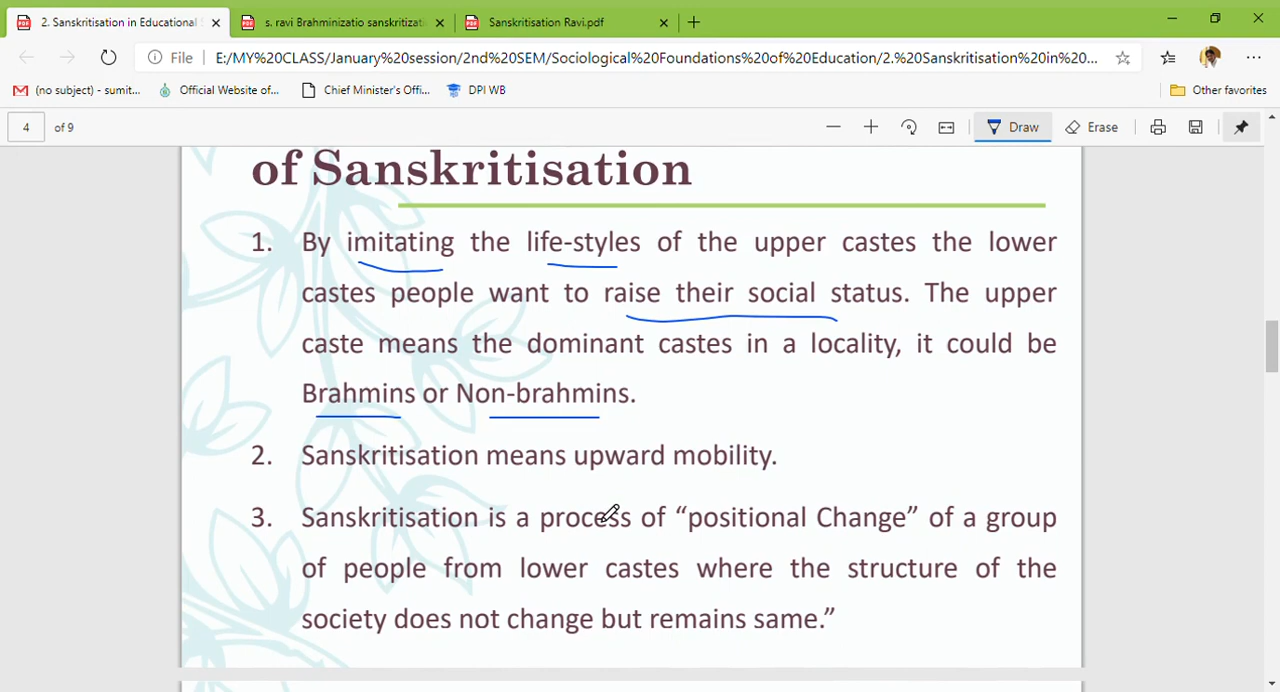 2. Sanskritisation in Educational
s. ravi Brahminizatio sanskritizati
Sanskritisation Ravi.pdf
File
E:/MY%20CLASS/January%20session/2nd%20SEM/Sociological%20Foundations%20of%20Education/2.%20Sanskritisation%20in%20...
(no subject) - sumit...
Official Website of...
Chief Minister's Offi...
DPI WB
Other favorites
4 of 9
Draw
Erase
of Sanskritisation
1. By imitating the life-styles of the upper castes the lower
castes people want to raise their social status. The upper
caste means the dominant castes in a locality, it could be
Brahmins or Non-brahmins.
2. Sanskritisation means upward mobility.
3. Sanskritisation is a process of “positional Change” of a group
of people from lower castes where the structure of the
society does not change but remains same.”